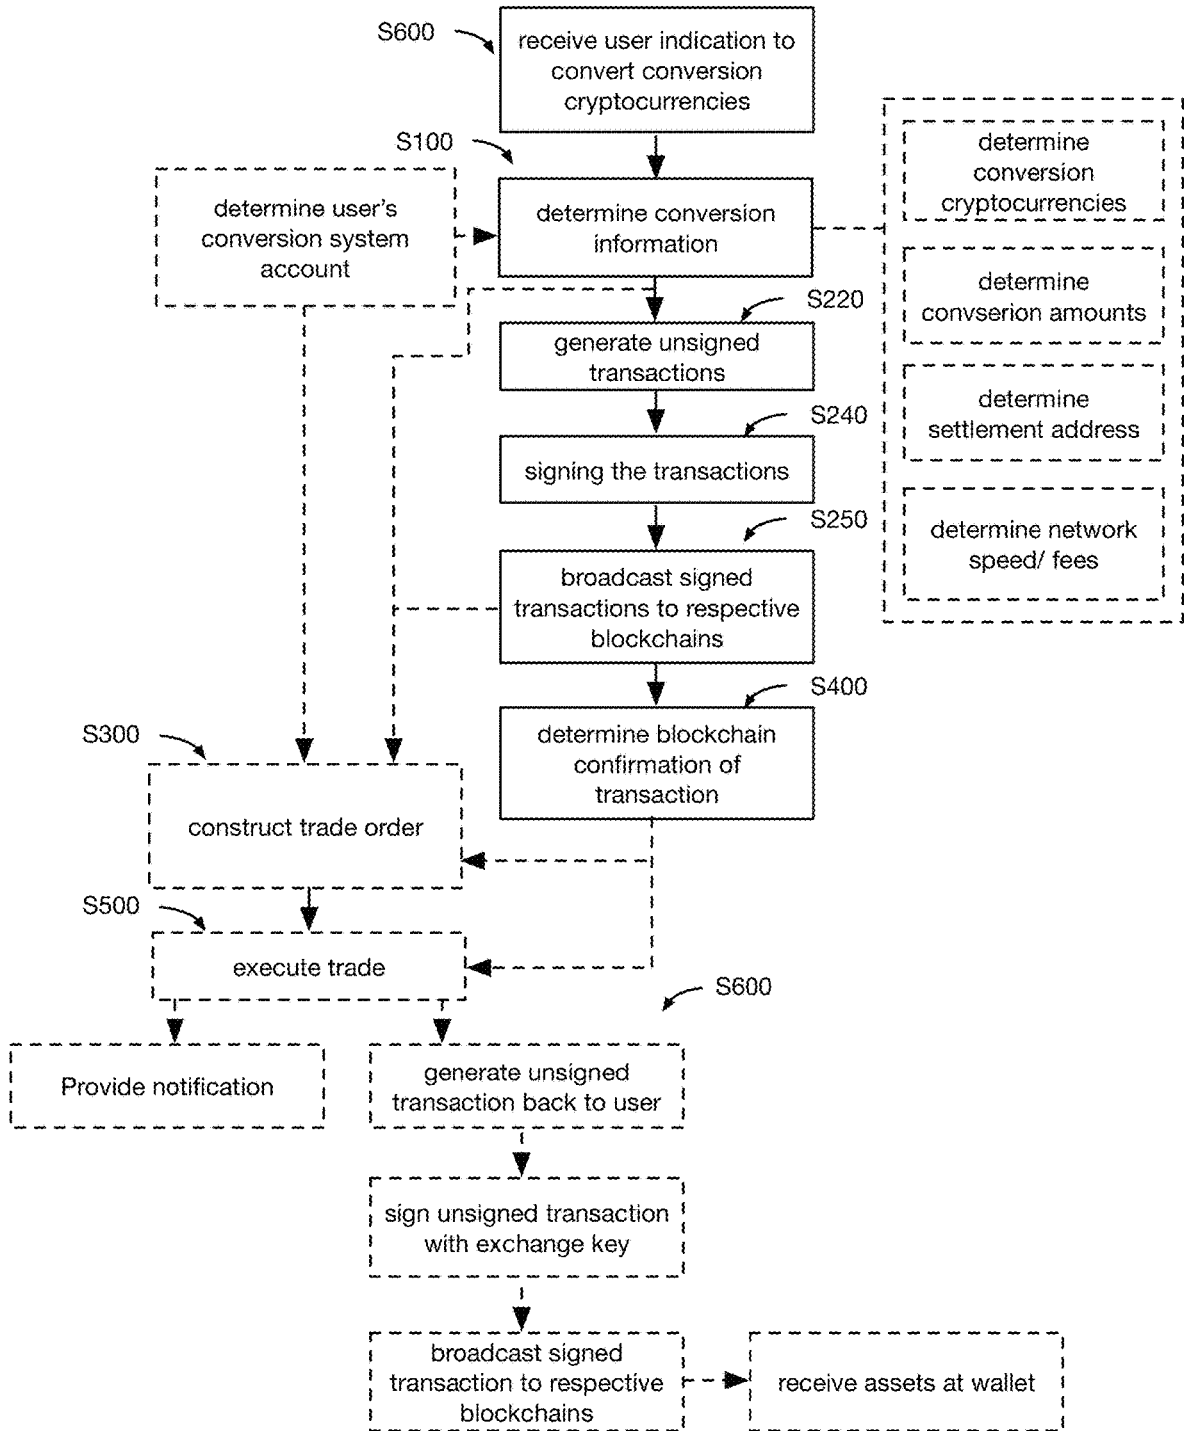 S600
receive user indication to
convert conversion
cryptocurrencies
S100
determine user's
conversion system
account
determine conversion
information
determine
conversion
cryptocurrencies
determine
convserion amounts
determine
settlement address
determine network
speed/ fees
S220
generate unsigned
transactions
S240
signing the transactions
S250
broadcast signed
transactions to respective
blockchains
S400
determine blockchain
confirmation of
transaction
S300
construct trade order
S500
execute trade
S600
Provide notification
generate unsigned
transaction back to user
sign unsigned transaction
with exchange key
broadcast signed
transaction to respective
blockchains
receive assets at wallet